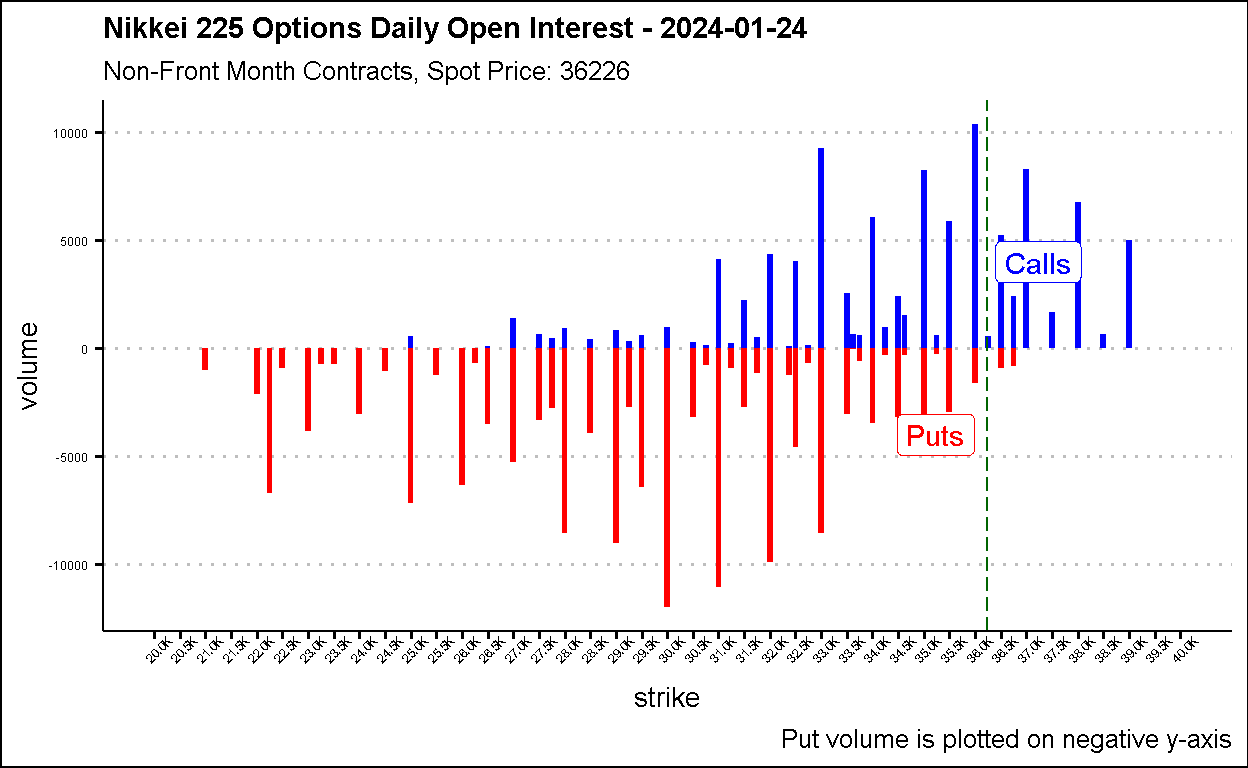 Nikkei 225 Options Daily Open Interest - 2024-01-24
Non-Front Month Contracts, Spot Price: 36226
10000
5000
0
-5000
-10000
volume
Calls
Puts
20.0K 20.5K 21.0K 21.5K 22.0K 22.5K 23.0K 23.5K 24.0K 24.5K 25.0K 25.5K 26.0K 26.5K 27.0K 27.5K 28.0K 28.5K 29.0K 29.5K 30.0K 30.5K 31.0K 31.5K 32.0K 32.5K 33.0K 33.5K 34.0K 34.5K 35.0K 35.5K 36.0K 36.5K 37.0K 37.5K 38.0K 38.5K 39.0K 39.5K 40.0K
strike
Put volume is plotted on negative y-axis